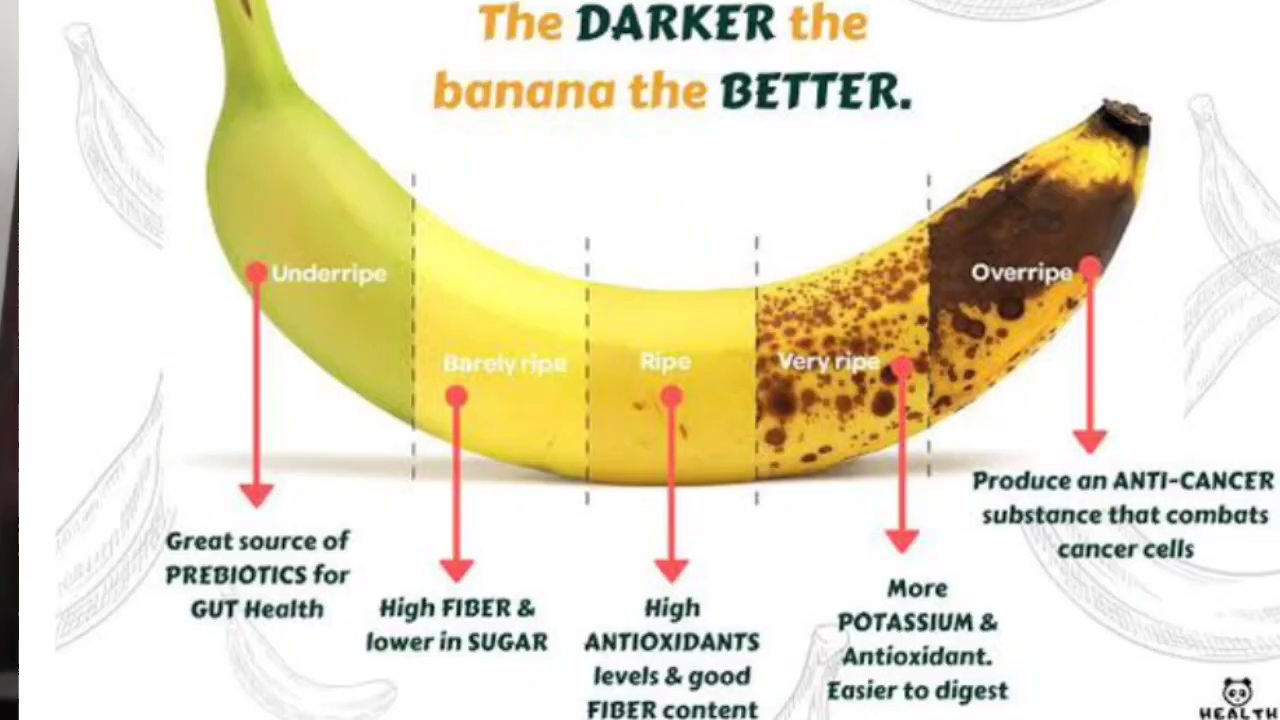 The DARKER the
banana the BETTER.
Underripe
Barely ripe
Ripe
Very ripe
Overripe
Great source of
PREBIOTICS for
GUT Health
High FIBER &
lower in SUGAR
High
ANTIOXIDANTS
levels & good
FIBER content
More
POTASSIUM &
Antioxidant.
Easier to digest
Produce an ANTI-CANCER
substance that combats
cancer cells
HEALTH